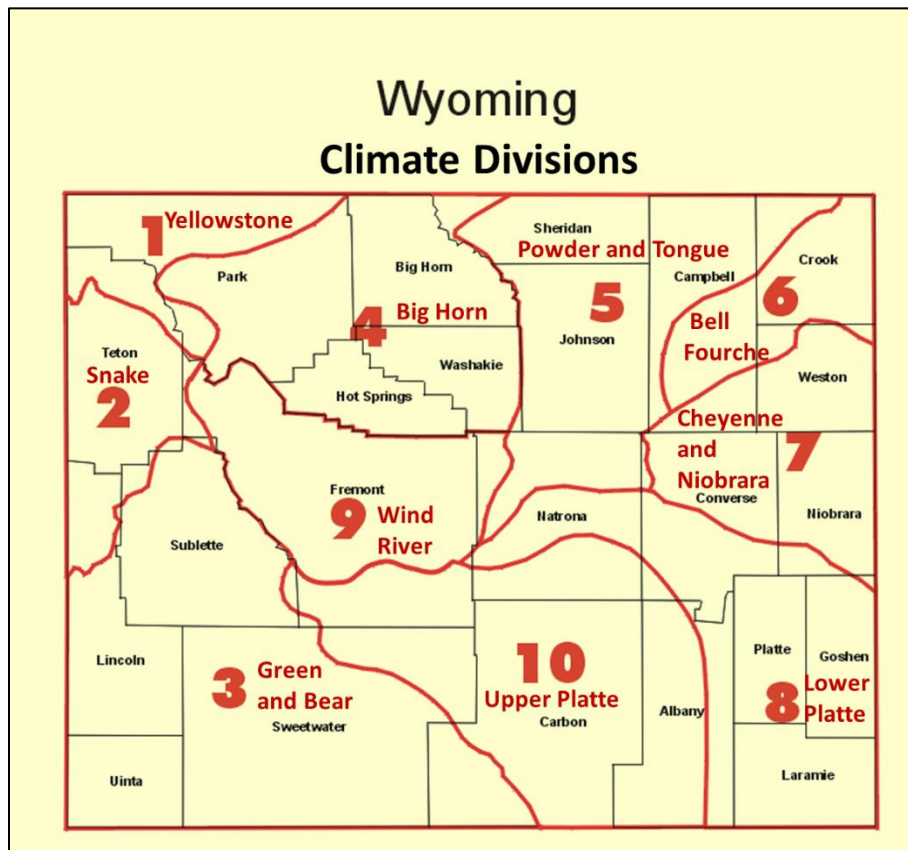 Wyoming
Climate Divisions
1
Yellowstone
Sheridan
Powder and Tongue
Park
Big Horn
Campbell
Crook
4
Big Horn
5
6
Johnson
Bell
Fourche
Teton
Snake
2
Washakie
Hot Springs
Weston
Cheyenne
and
Niobrara
7
Fremont
9
Wind
River
Natrona
Converse
Niobrara
Sublette
Lincoln
3
Green
and Bear
Sweetwater
10
Upper Platte
Carbon
Albany
Platte
Goshen
8
Lower
Platte
Uinta
Laramie